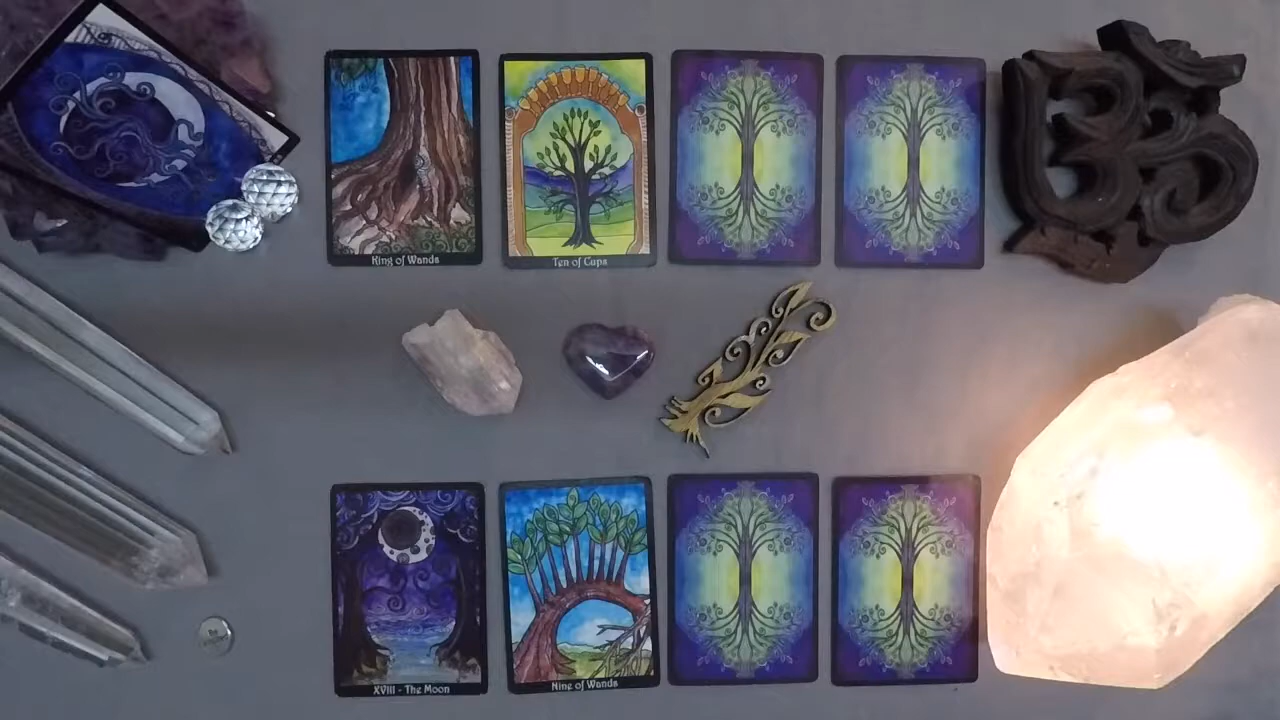 King of Wands
Ten of Cups
XVIII - The Moon
Nine of Wands